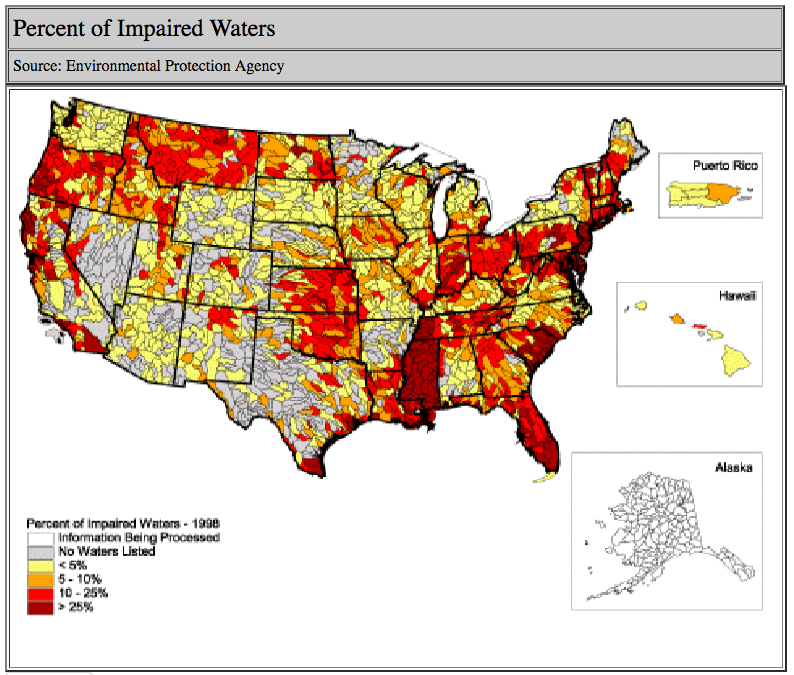 Percent of Impaired Waters
Source: Environmental Protection Agency
Puerto Rico
Hawaii
Alaska
Percent of Impaired Waters - 1998
Information Being Processed
No Waters Listed
< 5%
5 - 10%
10 - 25%
> 25%